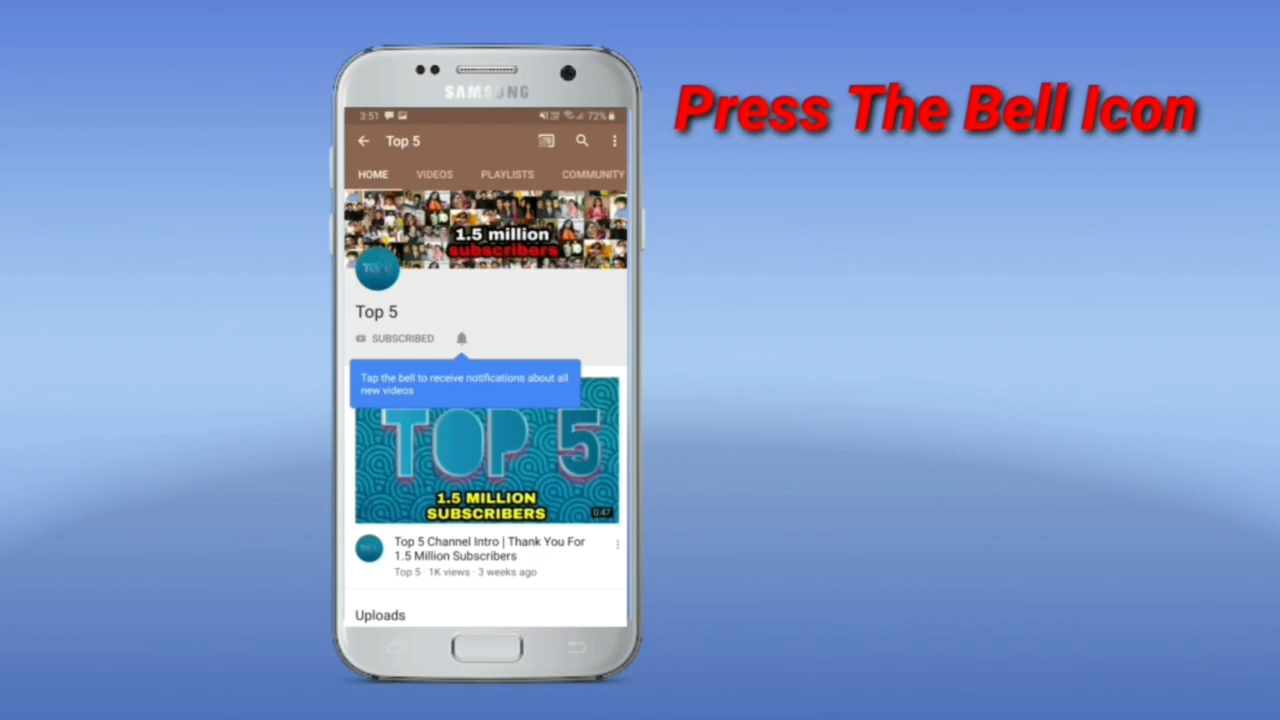 Press The Bell Icon
SAMSUNG
3:51
72%
Top 5
HOME VIDEOS PLAYLISTS COMMUNITY
1.5 million
subscribers
TOP 5
Top 5
SUBSCRIBED
Tap the bell to receive notifications about all
new videos
TOP 5
1.5 MILLION
SUBSCRIBERS
0:47
Top 5 Channel Intro | Thank You For
1.5 Million Subscribers
Top 5 · 1K views · 3 weeks ago
Uploads